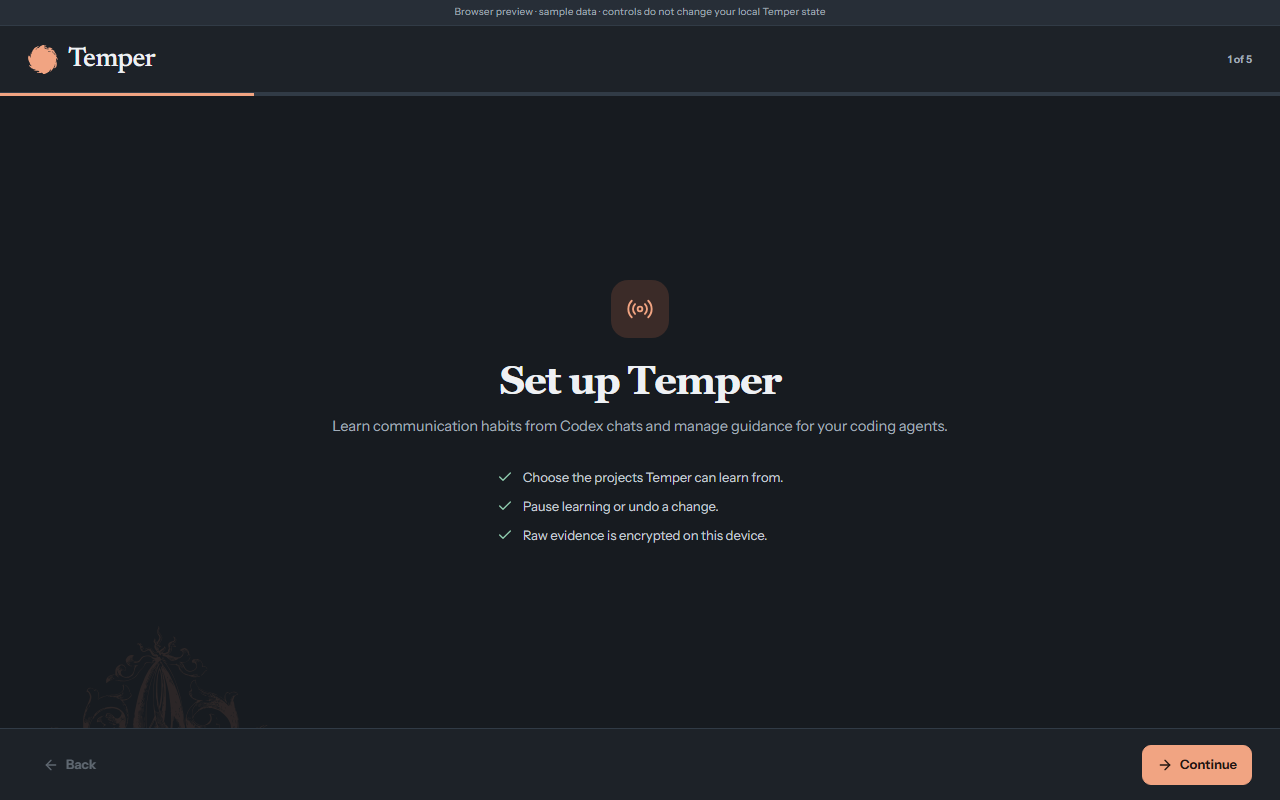 Browser preview · sample data · controls do not change your local Temper state
Temper
1 of 5
Set up Temper
Learn communication habits from Codex chats and manage guidance for your coding agents.
Choose the projects Temper can learn from.
Pause learning or undo a change.
Raw evidence is encrypted on this device.
Back
Continue